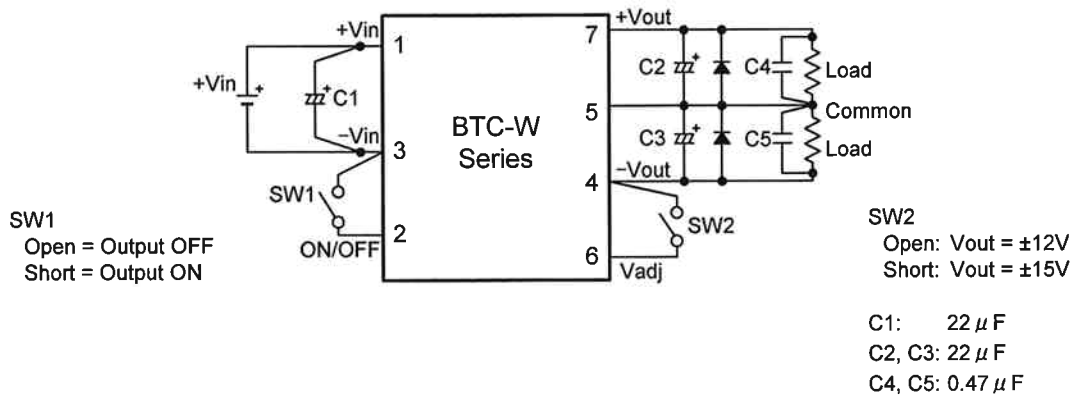 +Vin
1
+Vin
+
+
C1
−Vin
3
SW1
2
ON/OFF
BTC-W
Series
7
+Vout
C2
+
C4
Load
5
Common
C3
+
C5
Load
4
−Vout
SW2
6
Vadj
SW1
Open = Output OFF
Short = Output ON
SW2
Open: Vout = ±12V
Short: Vout = ±15V
C1: 22 μF
C2, C3: 22 μF
C4, C5: 0.47 μF